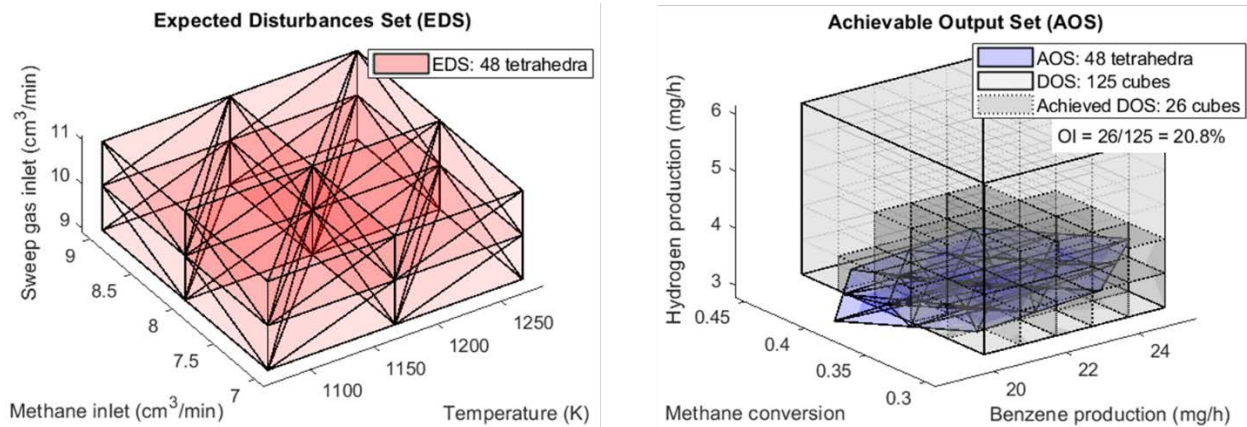 Expected Disturbances Set (EDS)
EDS: 48 tetrahedra
Sweep gas inlet (cm³/min)
11
10
9
9
8.5
8
7.5
7
1100
1150
1200
1250
Methane inlet (cm³/min)
Temperature (K)
Achievable Output Set (AOS)
AOS: 48 tetrahedra
DOS: 125 cubes
Achieved DOS: 26 cubes
OI = 26/125 = 20.8%
Hydrogen production (mg/h)
6
5
4
3
0.45
0.4
0.35
0.3
20
22
24
Methane conversion
Benzene production (mg/h)